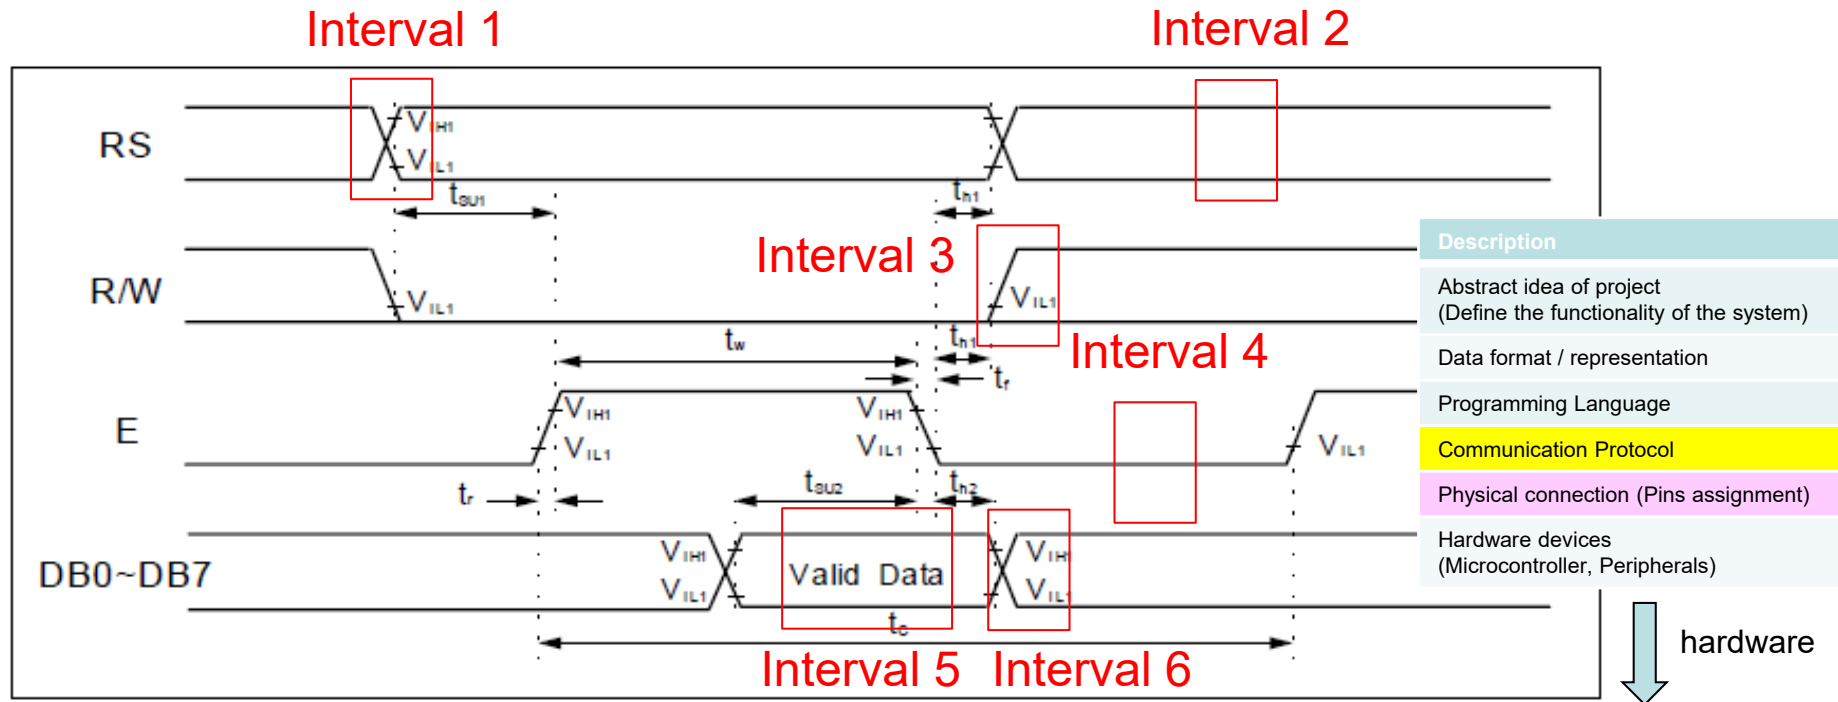 Interval 1
Interval 2
RS
VIH1
VIL1
tSU1
th1
Interval 3
R/W
VIL1
VIL1
tw
th1
Interval 4
tf
E
VIH1
VIL1
VIH1
VIL1
VIL1
tr
tSU2
th2
DB0~DB7
VIH1
VIL1
Valid Data
VIH1
VIL1
tC
Interval 5
Interval 6
Description
Abstract idea of project
(Define the functionality of the system)
Data format / representation
Programming Language
Communication Protocol
Physical connection (Pins assignment)
Hardware devices
(Microcontroller, Peripherals)
hardware